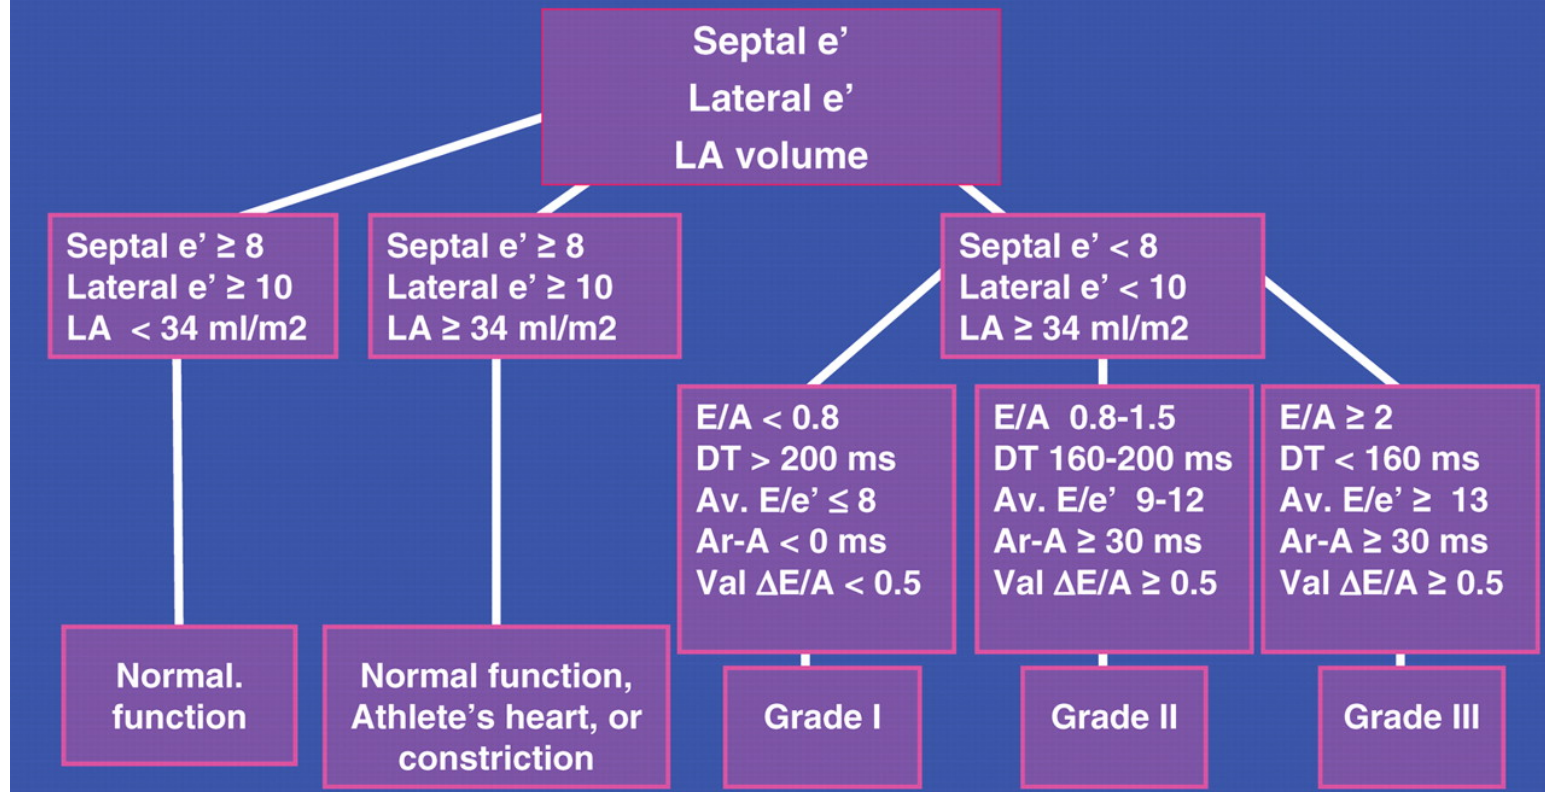 Septal e’
Lateral e’
LA volume
Septal e’ ≥ 8
Lateral e’ ≥ 10
LA < 34 ml/m2
Septal e’ ≥ 8
Lateral e’ ≥ 10
LA ≥ 34 ml/m2
Septal e’ < 8
Lateral e’ < 10
LA ≥ 34 ml/m2
E/A < 0.8
DT > 200 ms
Av. E/e’ ≤ 8
Ar-A < 0 ms
Val ΔE/A < 0.5
E/A 0.8-1.5
DT 160-200 ms
Av. E/e’ 9-12
Ar-A ≥ 30 ms
Val ΔE/A ≥ 0.5
E/A ≥ 2
DT < 160 ms
Av. E/e’ ≥ 13
Ar-A ≥ 30 ms
Val ΔE/A ≥ 0.5
Normal.
function
Normal function,
Athlete’s heart, or
constriction
Grade I
Grade II
Grade III